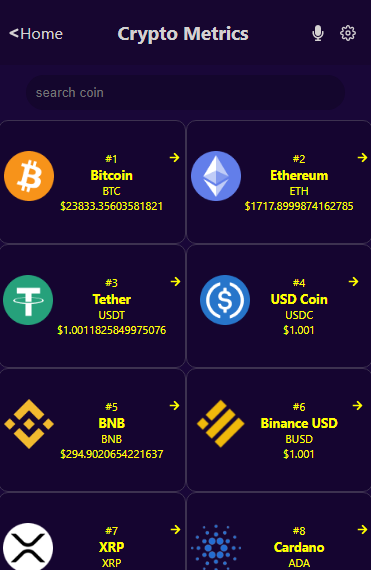 <Home
Crypto Metrics
search coin
#1
Bitcoin
BTC
$23833.35603581821
#2
Ethereum
ETH
$1717.8999874162785
#3
Tether
USDT
$1.0011825849975076
#4
USD Coin
USDC
$1.001
#5
BNB
BNB
$294.9020654221637
#6
Binance USD
BUSD
$1.001
#7
XRP
XRP
#8
Cardano
ADA